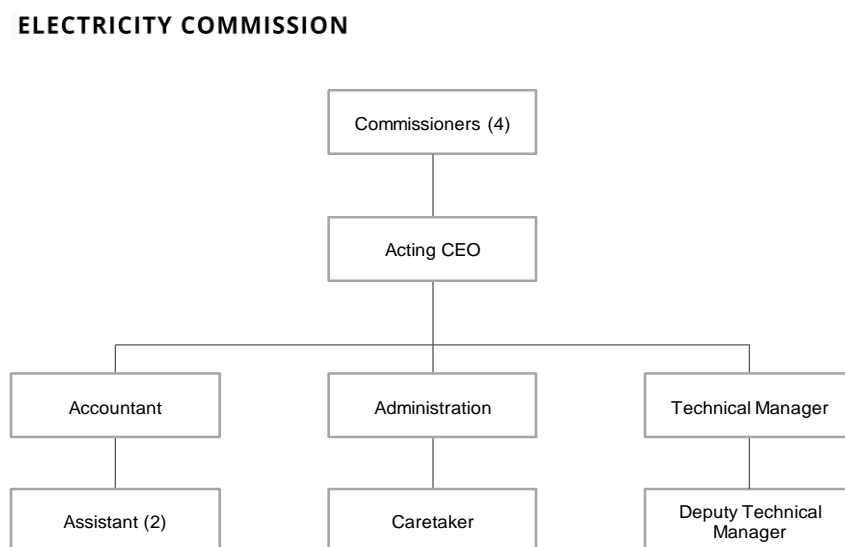 ELECTRICITY COMMISSION
Commissioners (4)
Acting CEO
Accountant
Administration
Technical Manager
Assistant (2)
Caretaker
Deputy Technical
Manager